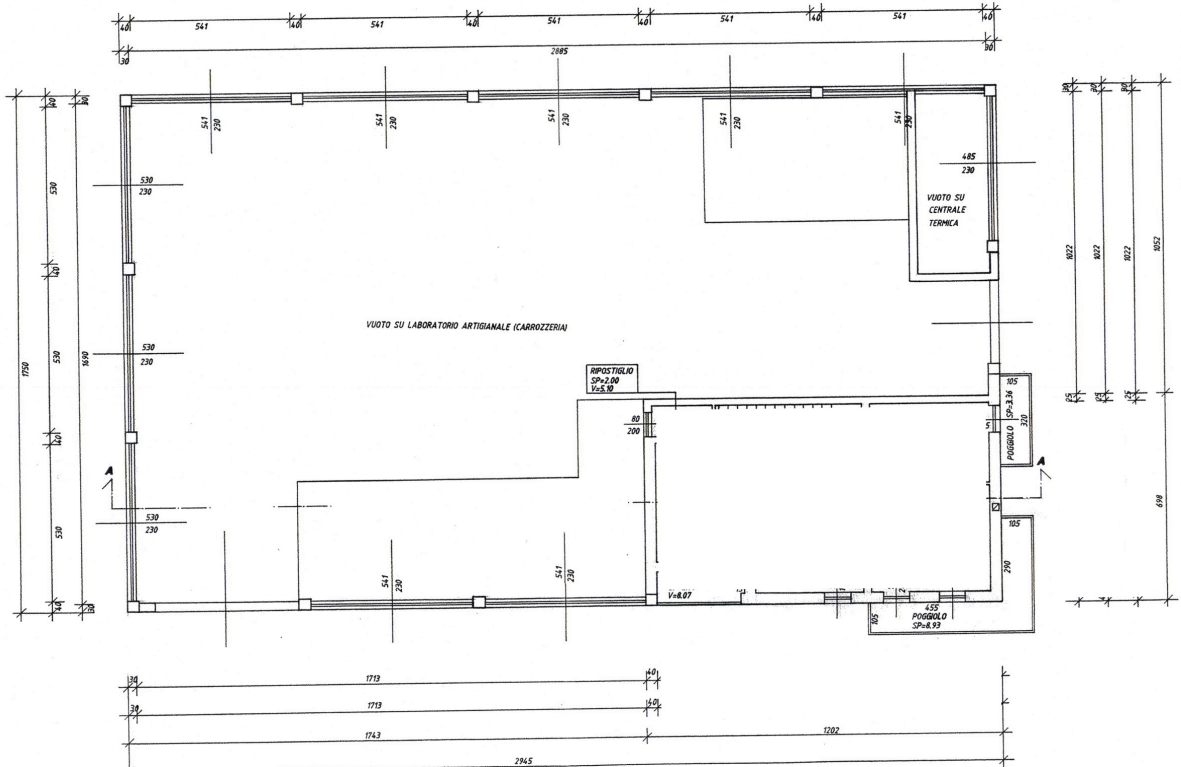 40 541 40 541 40 541 40 541 40 541 40
30 2885 30
541 230
541 230
541 230
541 230
541 230
530
230
530
230
530
230
485
230
VUOTO SU
CENTRALE
TERMICA
VUOTO SU LABORATORIO ARTIGIANALE (CARROZZERIA)
RIPOSTIGLIO
SP=2.00
V=5.10
80
200
105
POGGIOLO SP=3.36
320
A
A
105
290
541 230
541 230
V=8.07
455
105
POGGIOLO
SP=8.93
1750
40 530 40 530 40 530 40
30 1690 30
30 1022 25
30 1022 25
30 1022 25
1052
698
30 1713 40
30 1713 40
1743 1202
2945